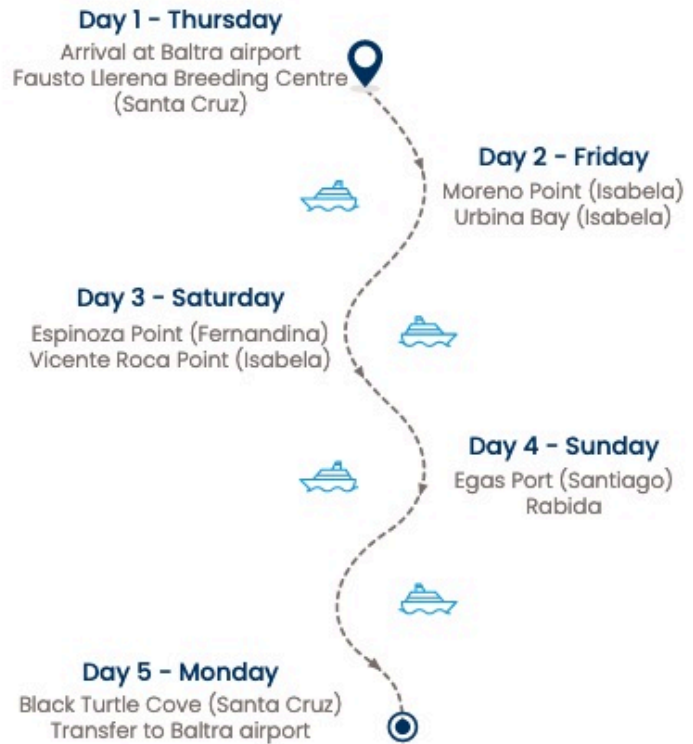 Day 1 - Thursday
Arrival at Baltra airport
Fausto Llerena Breeding Centre
(Santa Cruz)
Day 2 - Friday
Moreno Point (Isabela)
Urbina Bay (Isabela)
Day 3 - Saturday
Espinoza Point (Fernandina)
Vicente Roca Point (Isabela)
Day 4 - Sunday
Egas Port (Santiago)
Rabida
Day 5 - Monday
Black Turtle Cove (Santa Cruz)
Transfer to Baltra airport